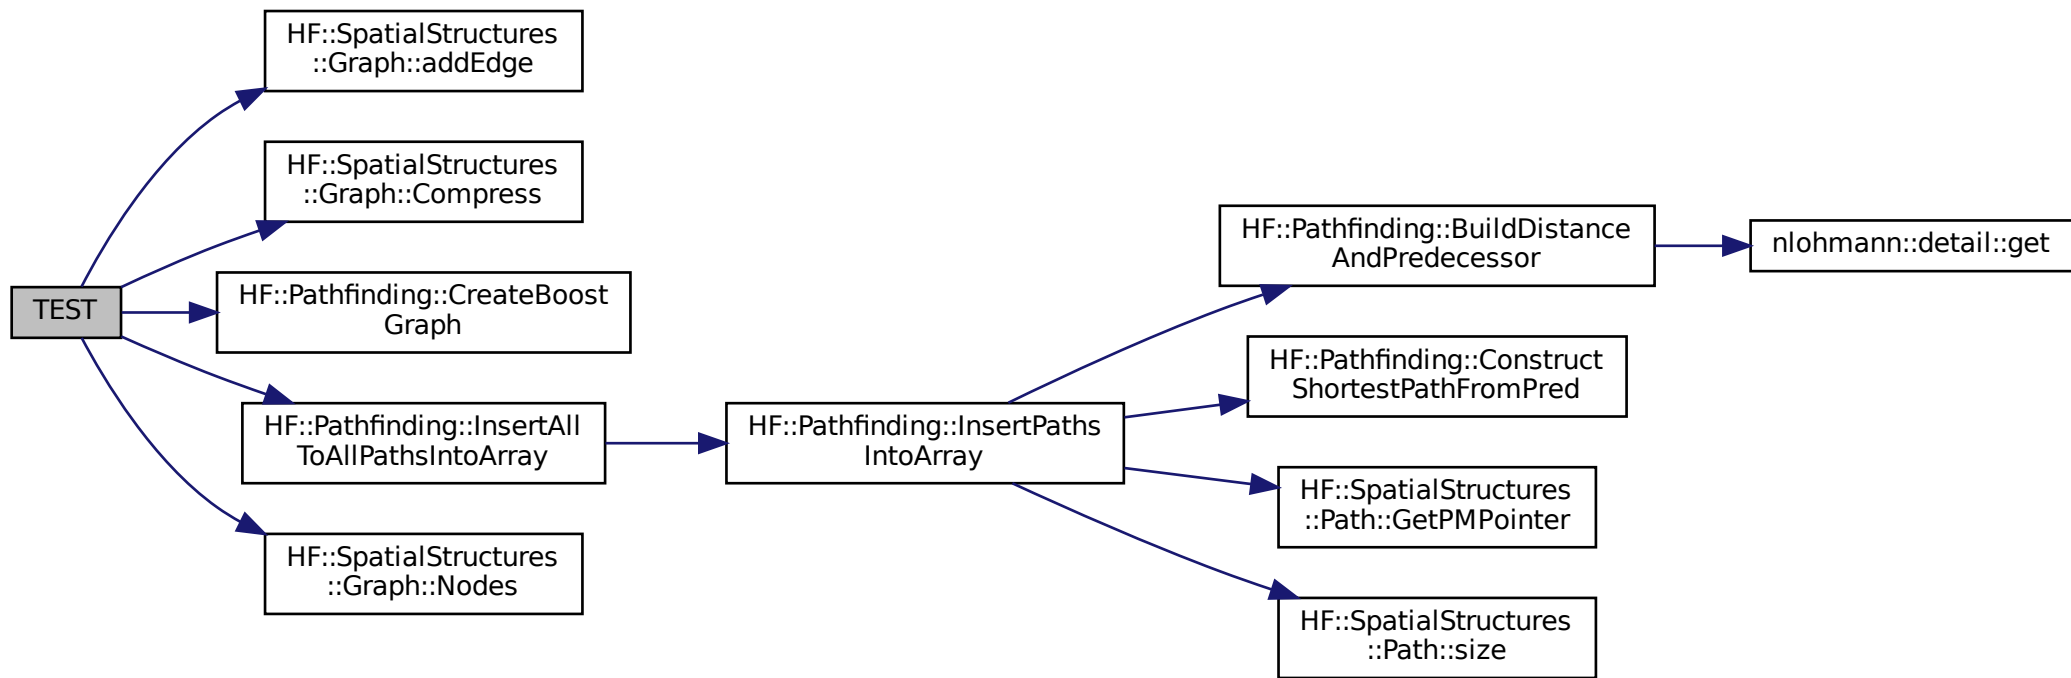 TEST
HF::SpatialStructures
::Graph::addEdge
HF::SpatialStructures
::Graph::Compress
HF::Pathfinding::CreateBoost
Graph
HF::Pathfinding::InsertAll
ToAllPathsIntoArray
HF::SpatialStructures
::Graph::Nodes
HF::Pathfinding::InsertPaths
IntoArray
HF::Pathfinding::BuildDistance
AndPredecessor
HF::Pathfinding::Construct
ShortestPathFromPred
HF::SpatialStructures
::Path::GetPMPointer
HF::SpatialStructures
::Path::size
nlohmann::detail::get